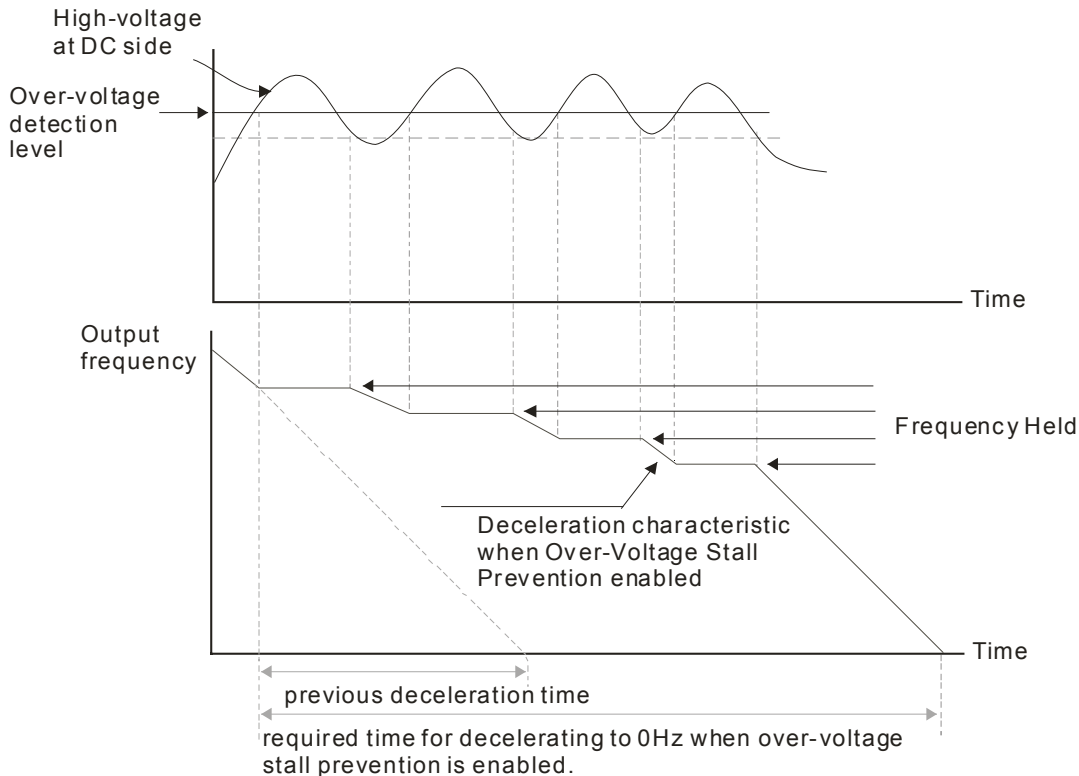 High-voltage
at DC side
Over-voltage
detection
level
Time
Output
frequency
Frequency Held
Deceleration characteristic
when Over-Voltage Stall
Prevention enabled
Time
previous deceleration time
required time for decelerating to 0Hz when over-voltage
stall prevention is enabled.